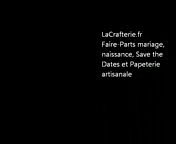 LaCrafterie.fr
Faire-Parts mariage,
naissance, Save the
Dates et Papeterie
artisanale